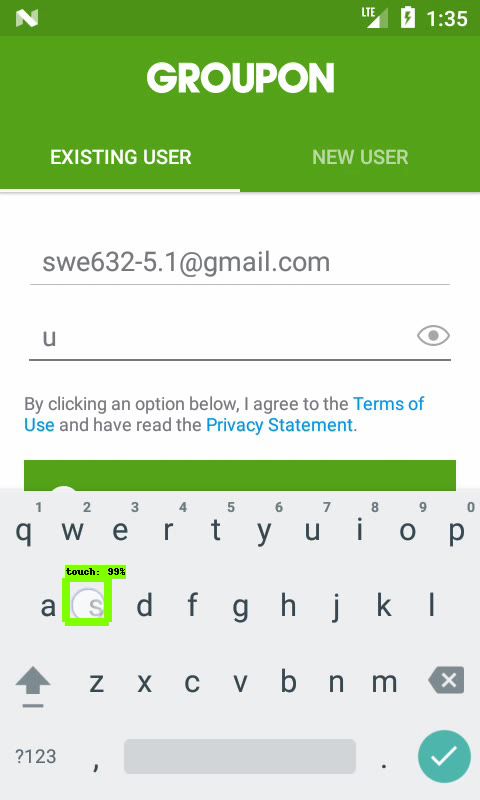 LTE 1:35
GROUPON
EXISTING USER NEW USER
swe632-5.1@gmail.com
u
By clicking an option below, I agree to the Terms of
Use and have read the Privacy Statement.
1 2 3 4 5 6 7 8 9 0
q w e r t y u i o p
touch: 99%
a s d f g h j k l
z x c v b n m
?123 , .